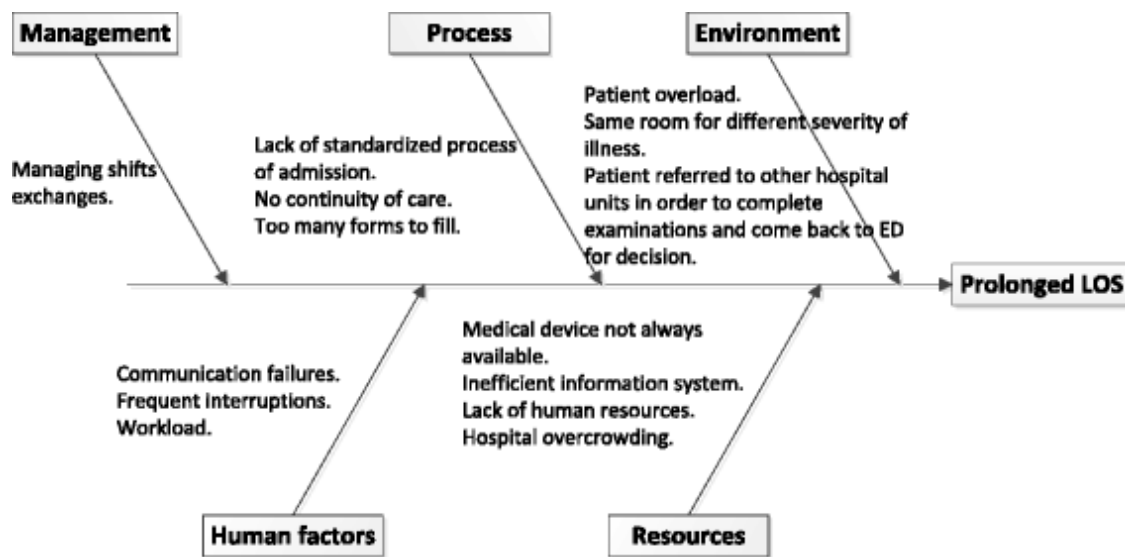 Management
Process
Environment
Managing shifts
exchanges.
Lack of standardized process
of admission.
No continuity of care.
Too many forms to fill.
Patient overload.
Same room for different severity of
illness.
Patient referred to other hospital
units in order to complete
examinations and come back to ED
for decision.
Prolonged LOS
Communication failures.
Frequent interruptions.
Workload.
Medical device not always
available.
Inefficient information system.
Lack of human resources.
Hospital overcrowding.
Human factors
Resources